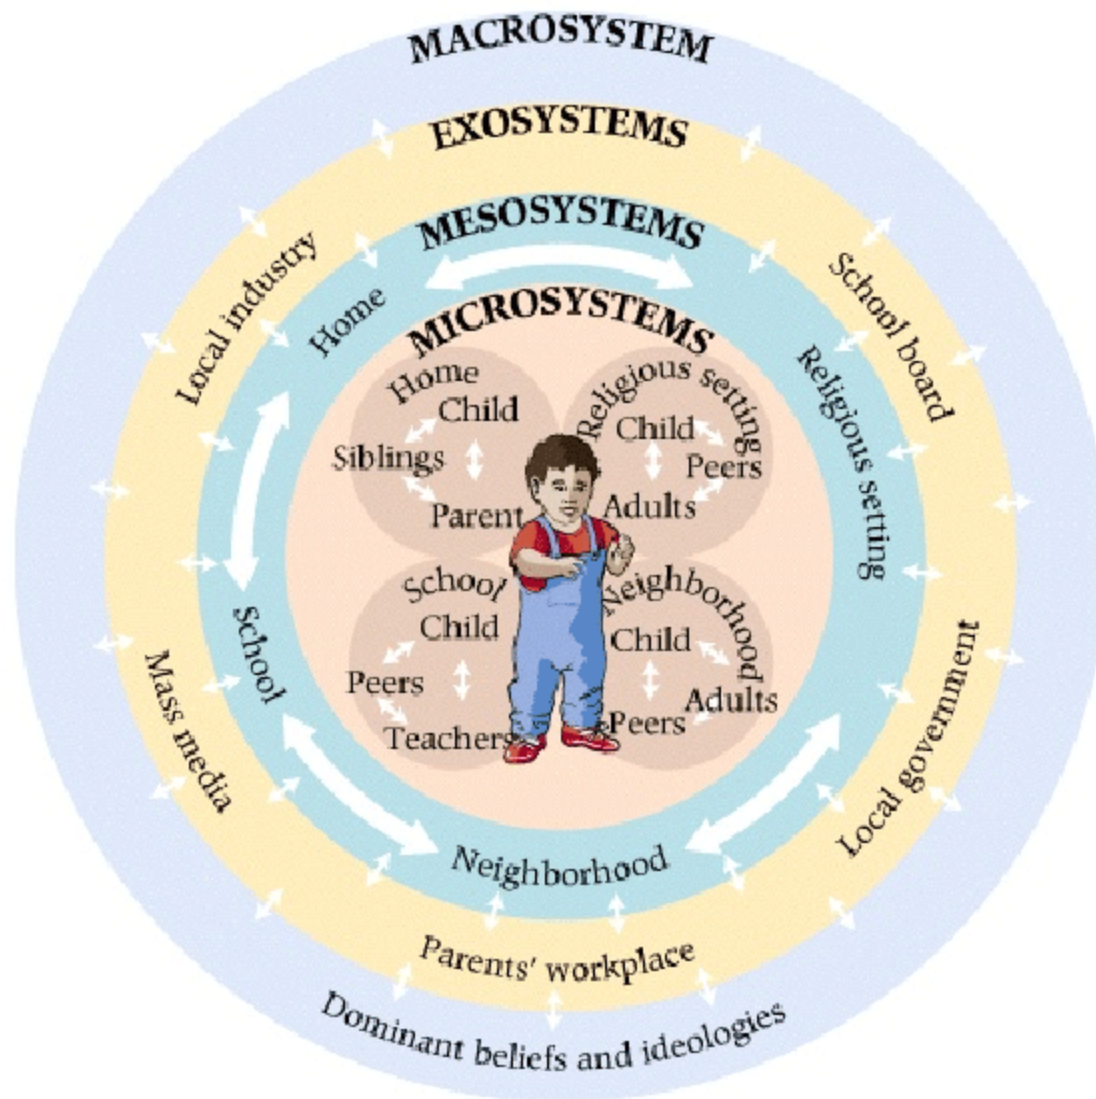 MACROSYSTEM
EXOSYSTEMS
MESOSYSTEMS
MICROSYSTEMS
Local industry
School board
Home
Religious setting
Home
Child
Siblings
Parent
Religious setting
Child
Peers
Adults
School
Child
Peers
Teachers
Neighborhood
Child
Adults
Peers
School
Mass media
Local government
Neighborhood
Parents' workplace
Dominant beliefs and ideologies